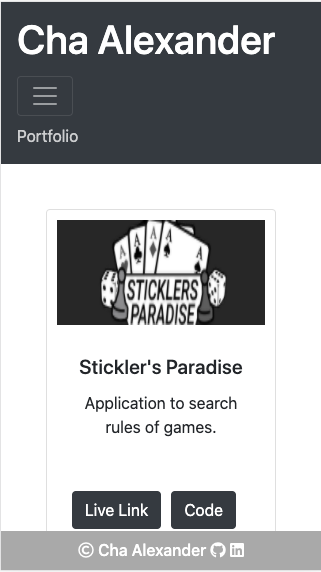 Cha Alexander
Portfolio
A A A A
STICKLERS
PARADISE
Stickler's Paradise
Application to search
rules of games.
Live Link Code
© Cha Alexander